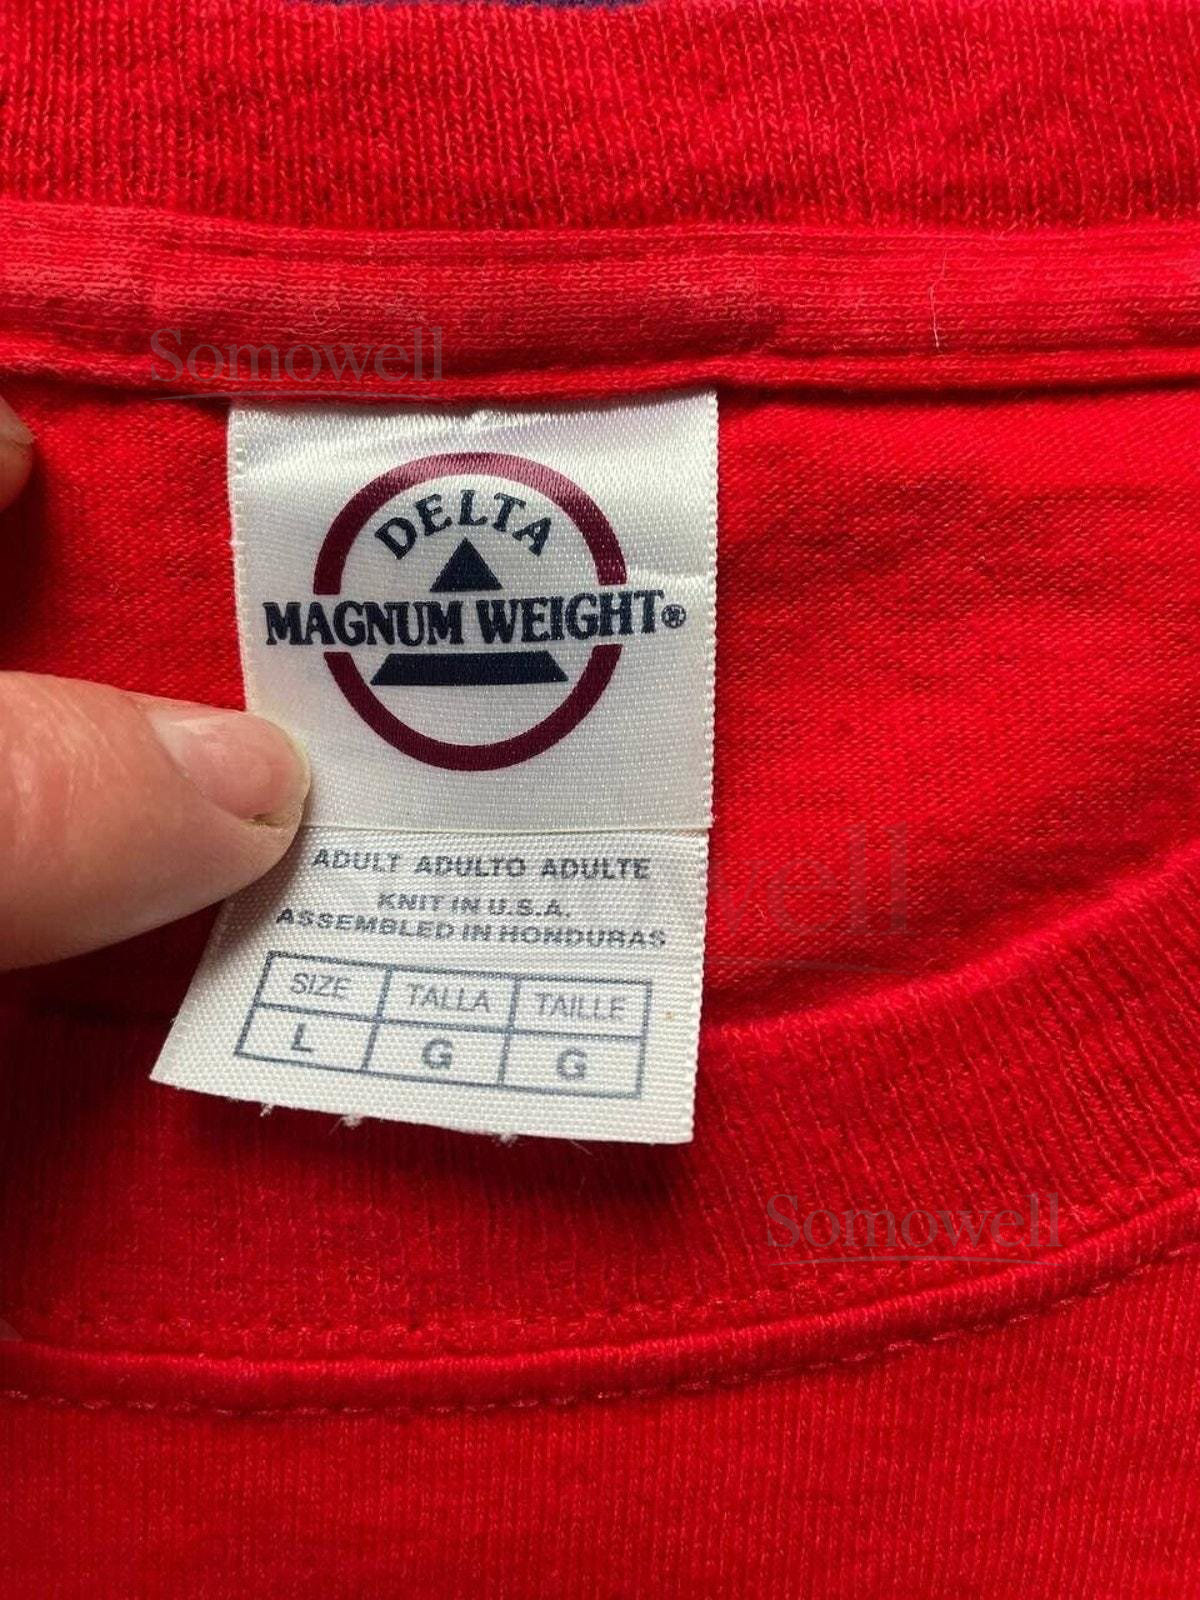 Somowell
DELTA
MAGNUM WEIGHT®
ADULT ADULTO ADULTE
KNIT IN U.S.A.
ASSEMBLED IN HONDURAS
SIZE TALLA TAILLE
L G G
Somowell